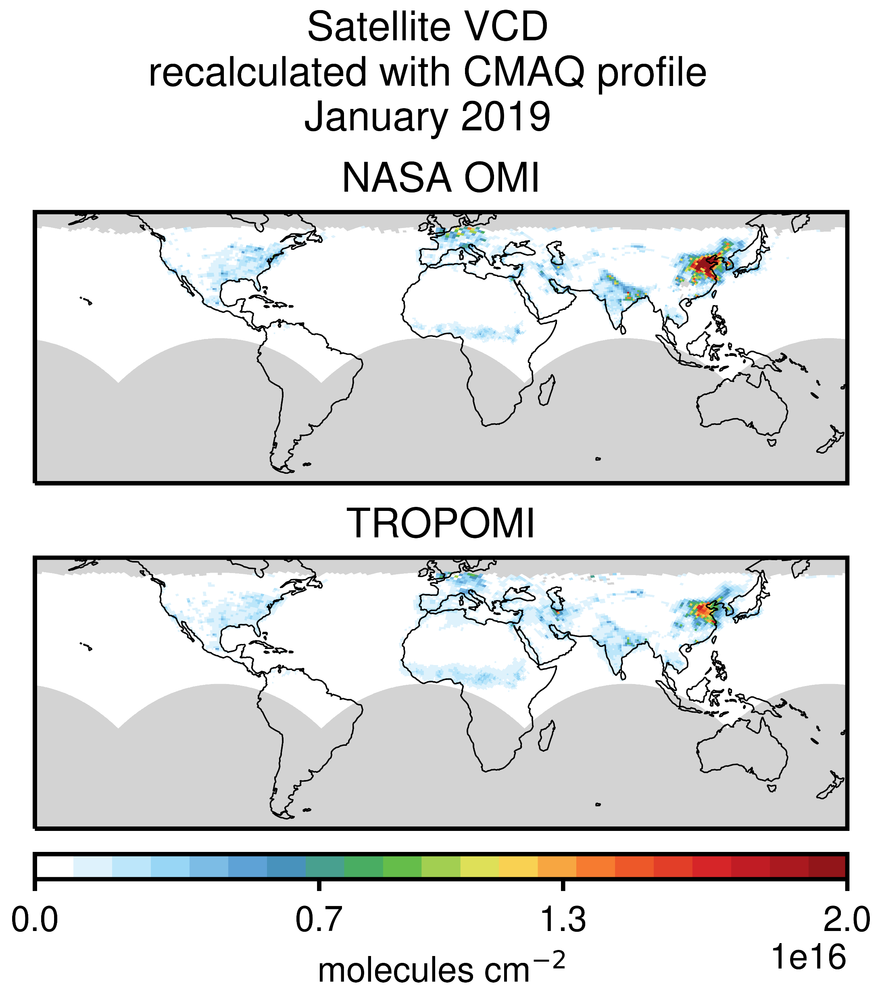 Satellite VCD
recalculated with CMAQ profile
January 2019
NASA OMI
TROPOMI
0.0 0.7 1.3 2.0
1e16
molecules cm⁻²